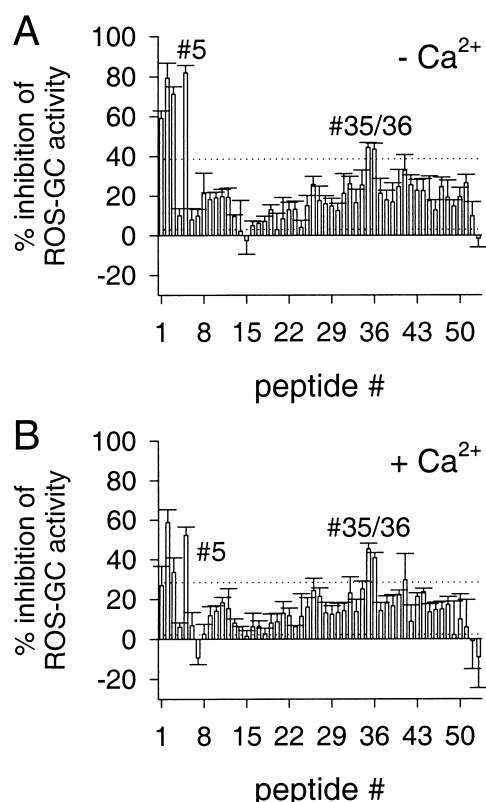 A
% inhibition of
ROS-GC activity
100
80
60
40
20
0
-20
#5
- Ca2+
#35/36
1 8 15 22 29 36 43 50
peptide #
B
% inhibition of
ROS-GC activity
100
80
60
40
20
0
-20
+ Ca2+
#5
#35/36
1 8 15 22 29 36 43 50
peptide #